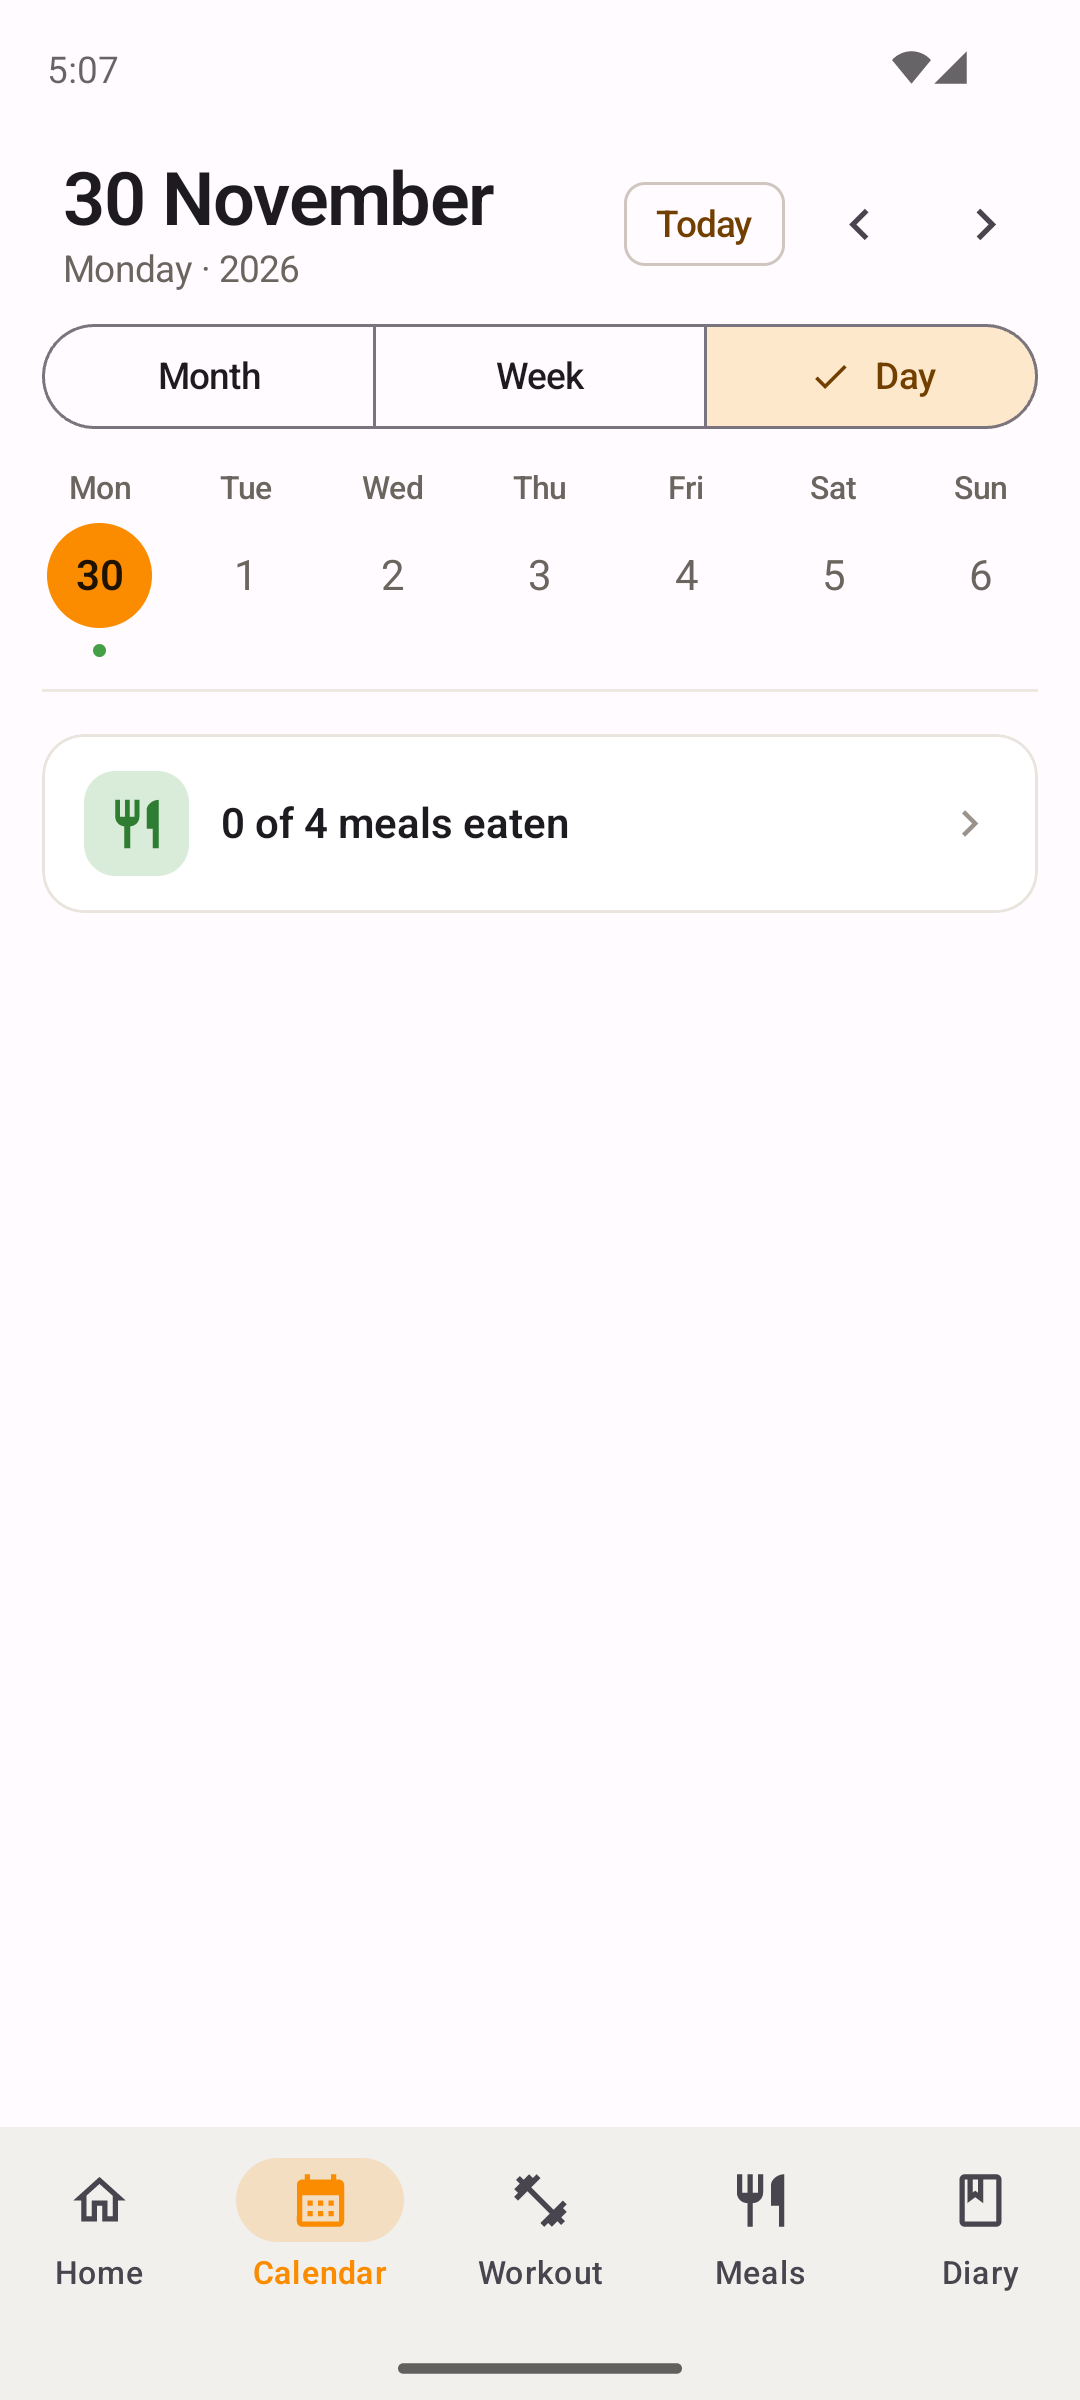 5:07
30 November
Monday · 2026
Today
Month
Week
Day
Mon Tue Wed Thu Fri Sat Sun
30 1 2 3 4 5 6
0 of 4 meals eaten
Home Calendar Workout Meals Diary